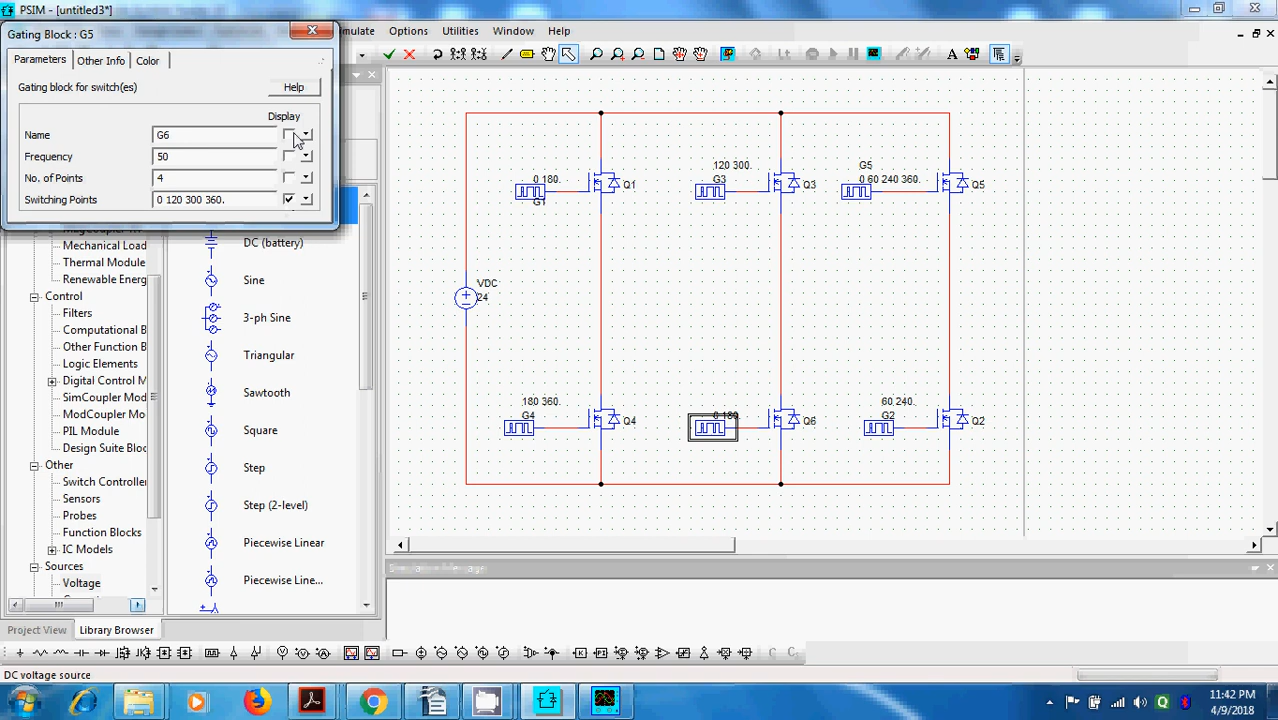 PSIM - [untitled3*]
Gating Block : G5
Simulate Options Utilities Window Help
Parameters Other Info Color
Gating block for switch(es) Help
Display
Name G6
Frequency 50
No. of Points 4
Switching Points 0 120 300 360.
Mechanical Load
Thermal Module
Renewable Energ
Control
Filters
Computational B
Other Function B
Logic Elements
Digital Control M
SimCoupler Mod
ModCoupler Mod
PIL Module
Design Suite Bloc
Other
Switch Controlle
Sensors
Probes
Function Blocks
IC Models
Sources
Voltage
DC (battery)
Sine
3-ph Sine
Triangular
Sawtooth
Square
Step
Step (2-level)
Piecewise Linear
Piecewise Line...
Project View Library Browser
0 180.
G1
Q1
120 300.
G3
Q3
G5
0 60 240 360.
Q5
VDC
24
180 360.
G4
Q4
0 180.
Q6
60 240.
G2
Q2
DC voltage source
11:42 PM
4/9/2018